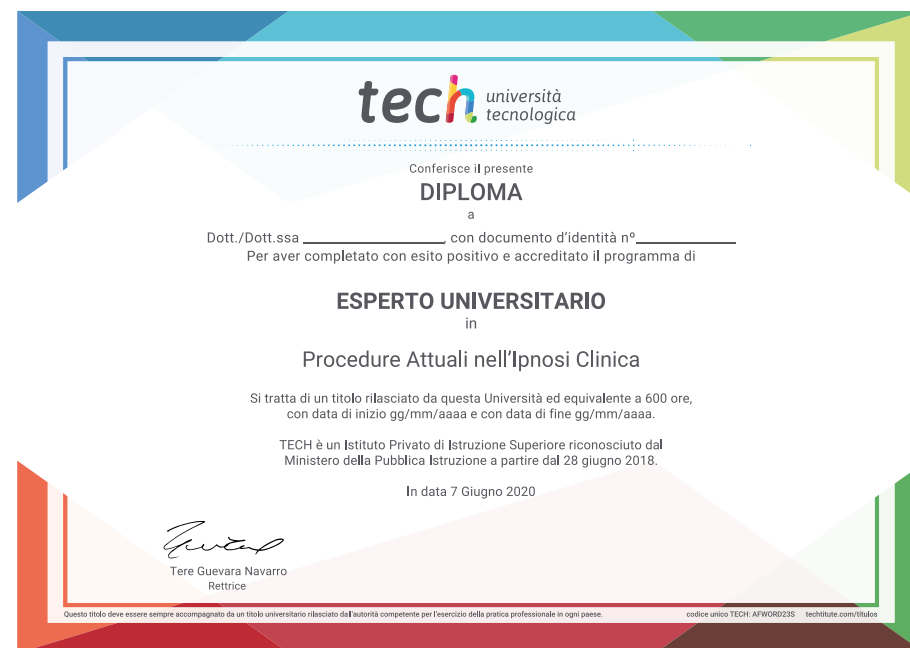 tech università
tecnologica
Conferisce il presente
DIPLOMA
a
Dott./Dott.ssa ____________________, con documento d'identità nº______________
Per aver completato con esito positivo e accreditato il programma di
ESPERTO UNIVERSITARIO
in
Procedure Attuali nell'Ipnosi Clinica
Si tratta di un titolo rilasciato da questa Università ed equivalente a 600 ore,
con data di inizio gg/mm/aaaa e con data di fine gg/mm/aaaa.
TECH è un Istituto Privato di Istruzione Superiore riconosciuto dal
Ministero della Pubblica Istruzione a partire dal 28 giugno 2018.
In data 7 Giugno 2020
Tere Guevara Navarro
Rettrice
Questo titolo deve essere sempre accompagnato da un titolo universitario rilasciato dall'autorità competente per l'esercizio della pratica professionale in ogni paese. codice unico TECH: AFWORD23S techtitute.com/titulos